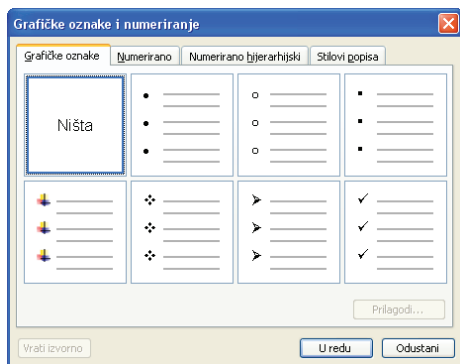 Grafičke oznake i numeriranje
Grafičke oznake Numerirano Numerirano hijerarhijski Stilovi popisa
Ništa
Prilagodi...
Vrati izvorno U redu Odustani